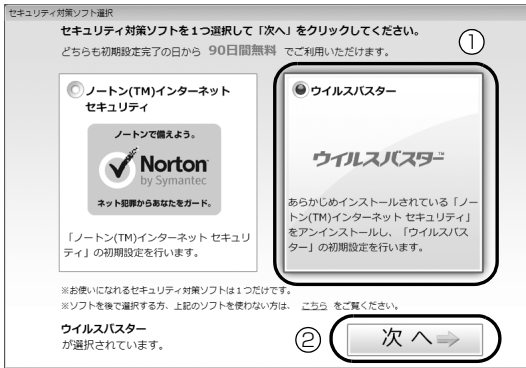 セキュリティ対策ソフト選択
セキュリティ対策ソフトを１つ選択して「次へ」をクリックしてください。
どちらも初期設定完了の日から 90日間無料 でご利用いただけます。
①
ノートン(TM)インターネット
セキュリティ
ノートンで備えよう。
Norton
by Symantec
ネット犯罪からあなたをガード。
「ノートン(TM)インターネット セキュリ
ティ」の初期設定を行います。
ウイルスバスター
ウイルスバスター™
あらかじめインストールされている「ノー
トン(TM)インターネット セキュリティ」
をアンインストールし、「ウイルスバス
ター」の初期設定を行います。
※お使いになれるセキュリティ対策ソフトは１つだけです。
※ソフトを後で選択する方、上記のソフトを使わない方は、 こちら をご覧ください。
ウイルスバスター
が選択されています。
②
次 へ